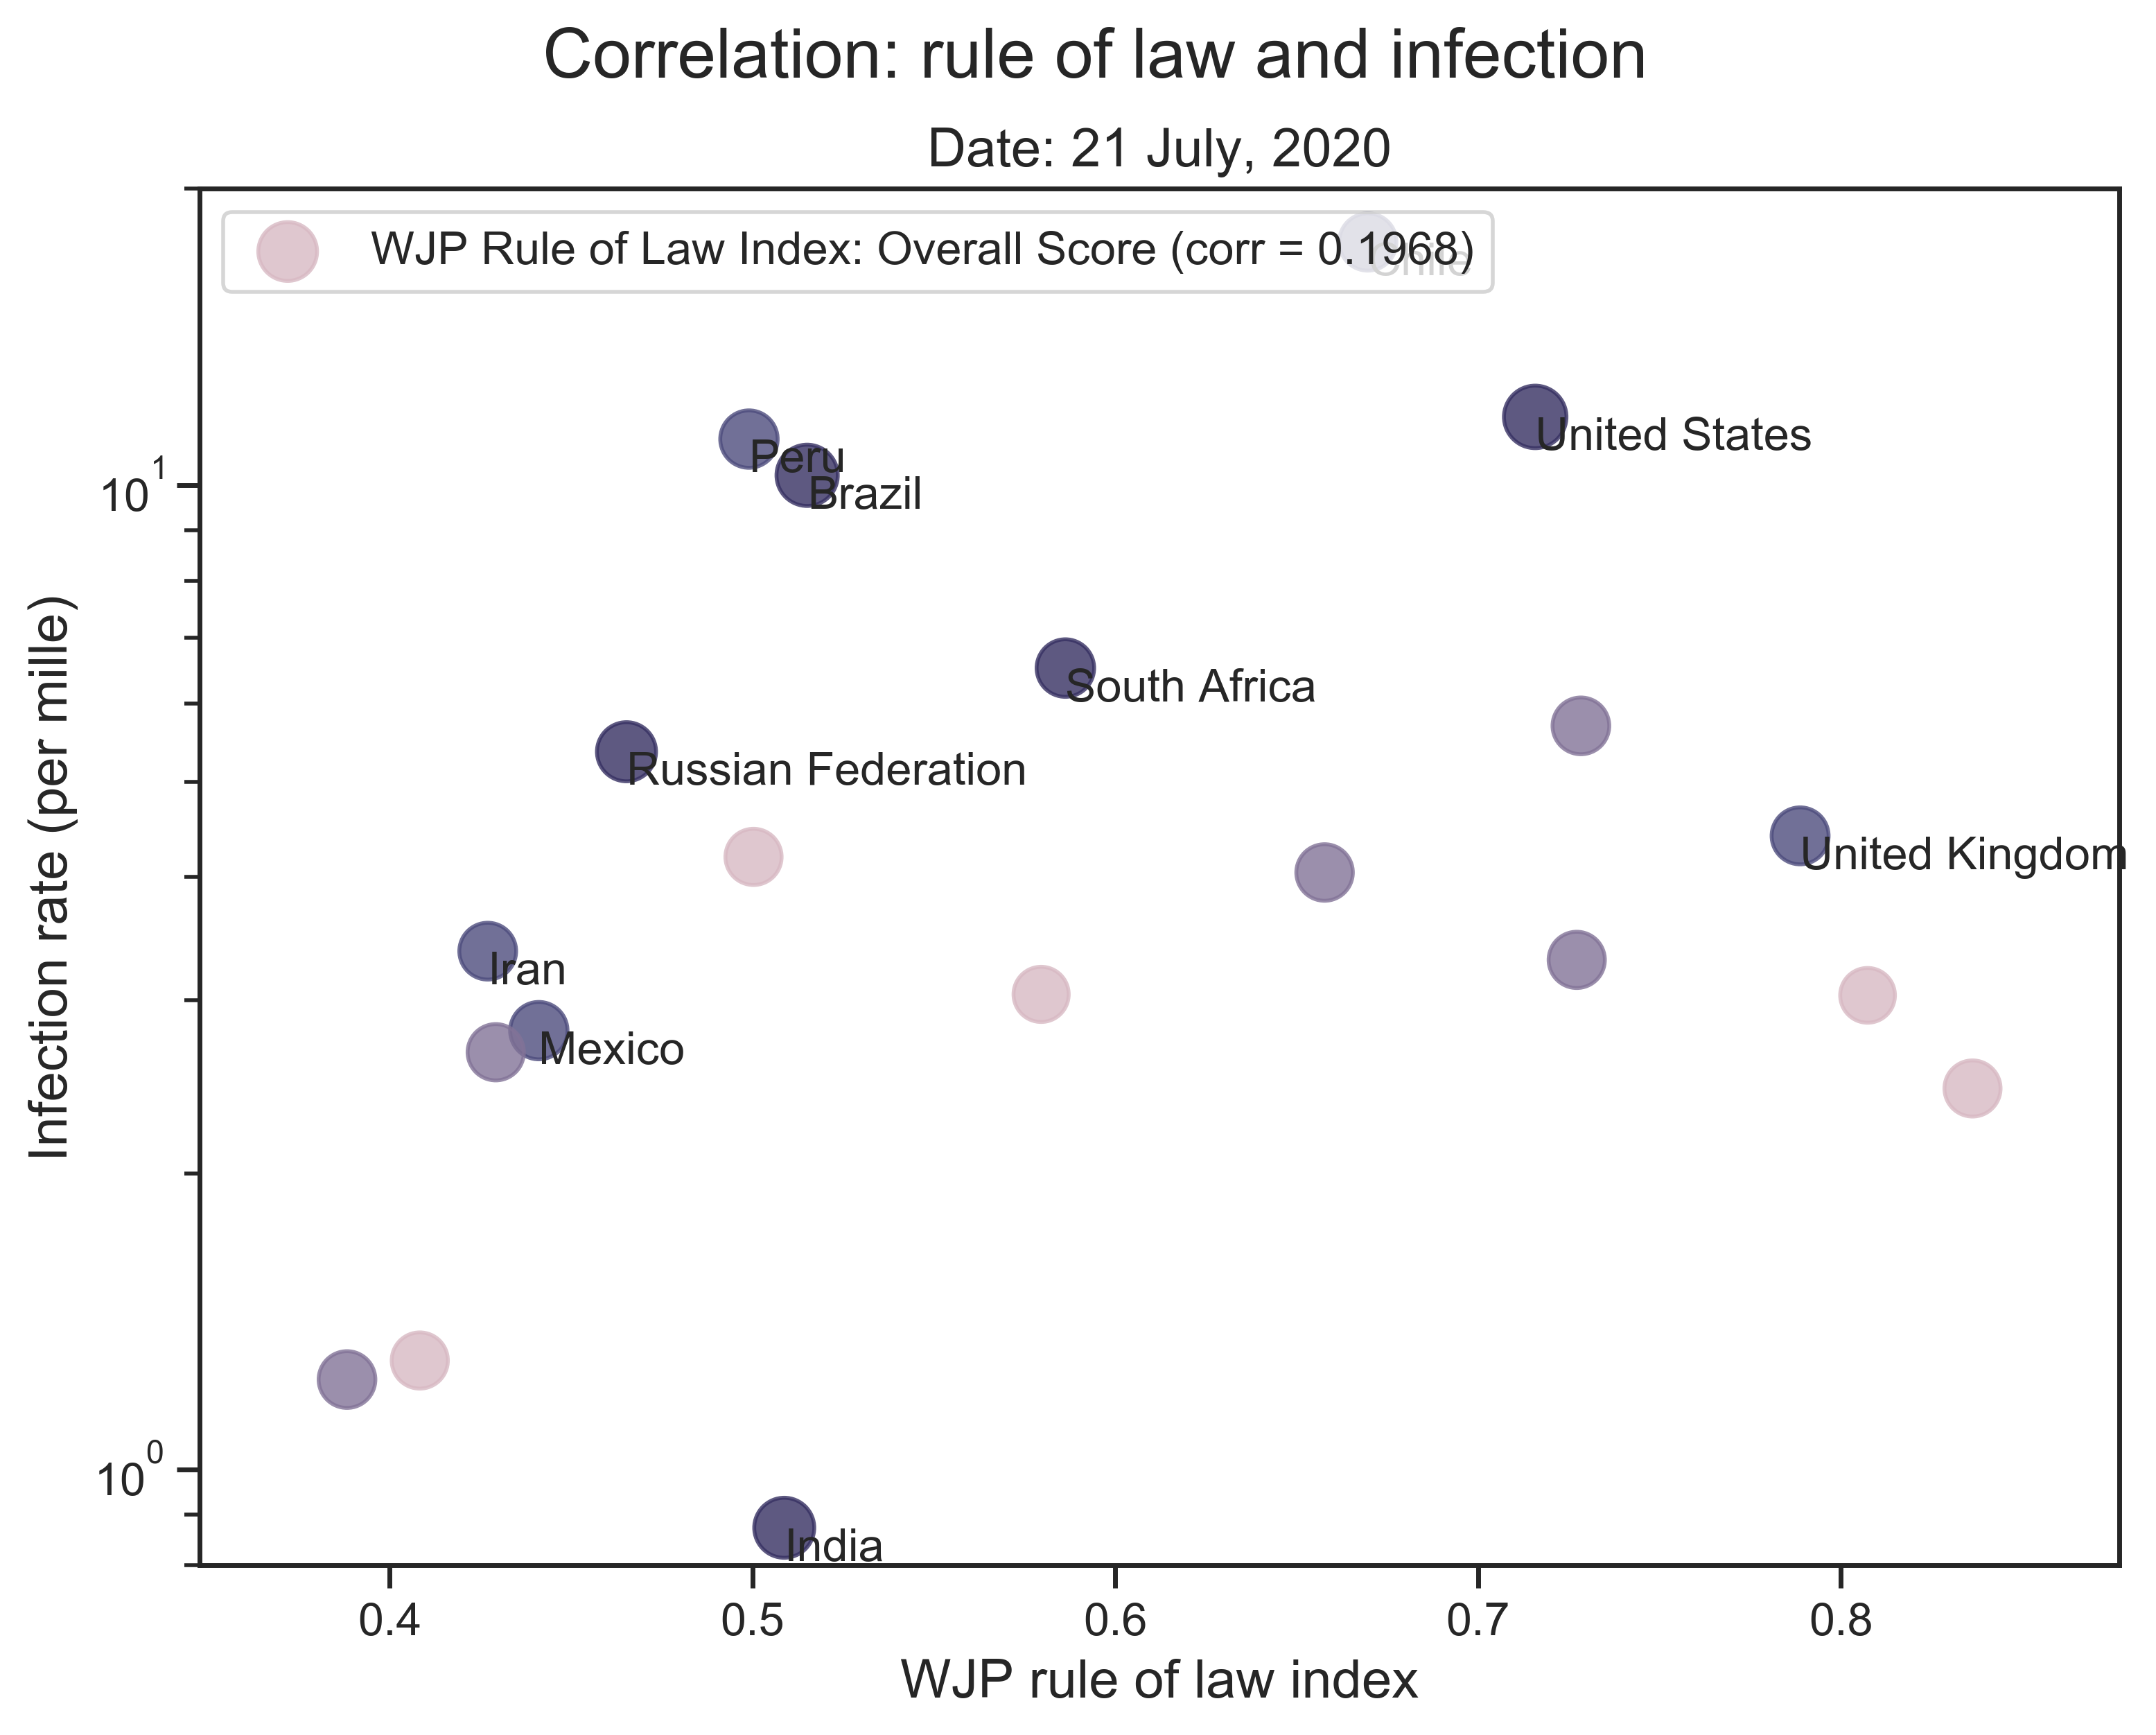 Correlation: rule of law and infection
Date: 21 July, 2020
WJP Rule of Law Index: Overall Score (corr = 0.1968)
Chile
United States
Peru
Brazil
South Africa
Russian Federation
United Kingdom
Iran
Mexico
India
Infection rate (per mille)
10^1
10^0
0.4 0.5 0.6 0.7 0.8
WJP rule of law index